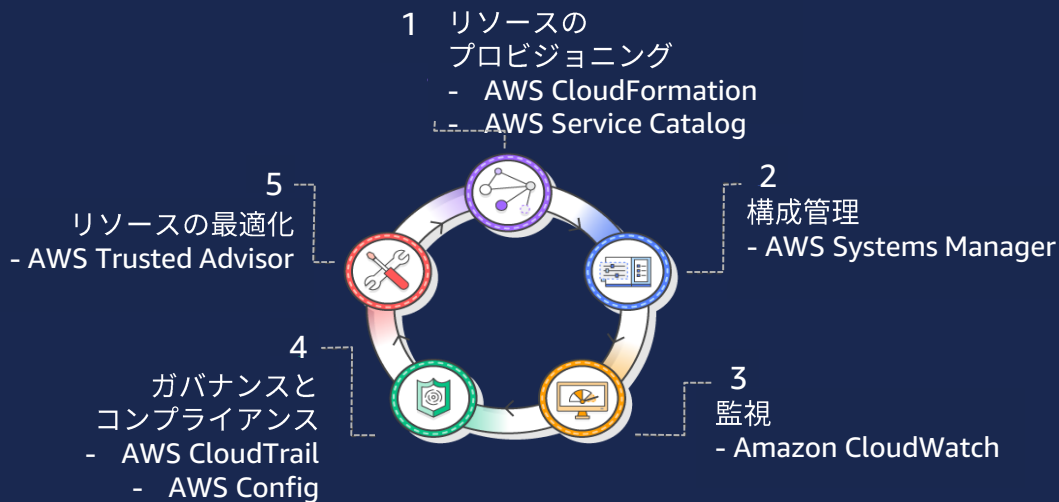 1 リソースの
プロビジョニング
- AWS CloudFormation
- AWS Service Catalog
2
構成管理
- AWS Systems Manager
3
監視
- Amazon CloudWatch
4
ガバナンスと
コンプライアンス
- AWS CloudTrail
- AWS Config
5
リソースの最適化
- AWS Trusted Advisor